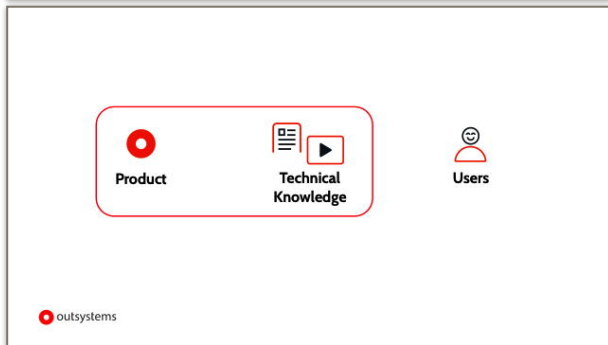 Product
Technical
Knowledge
Users
outsystems